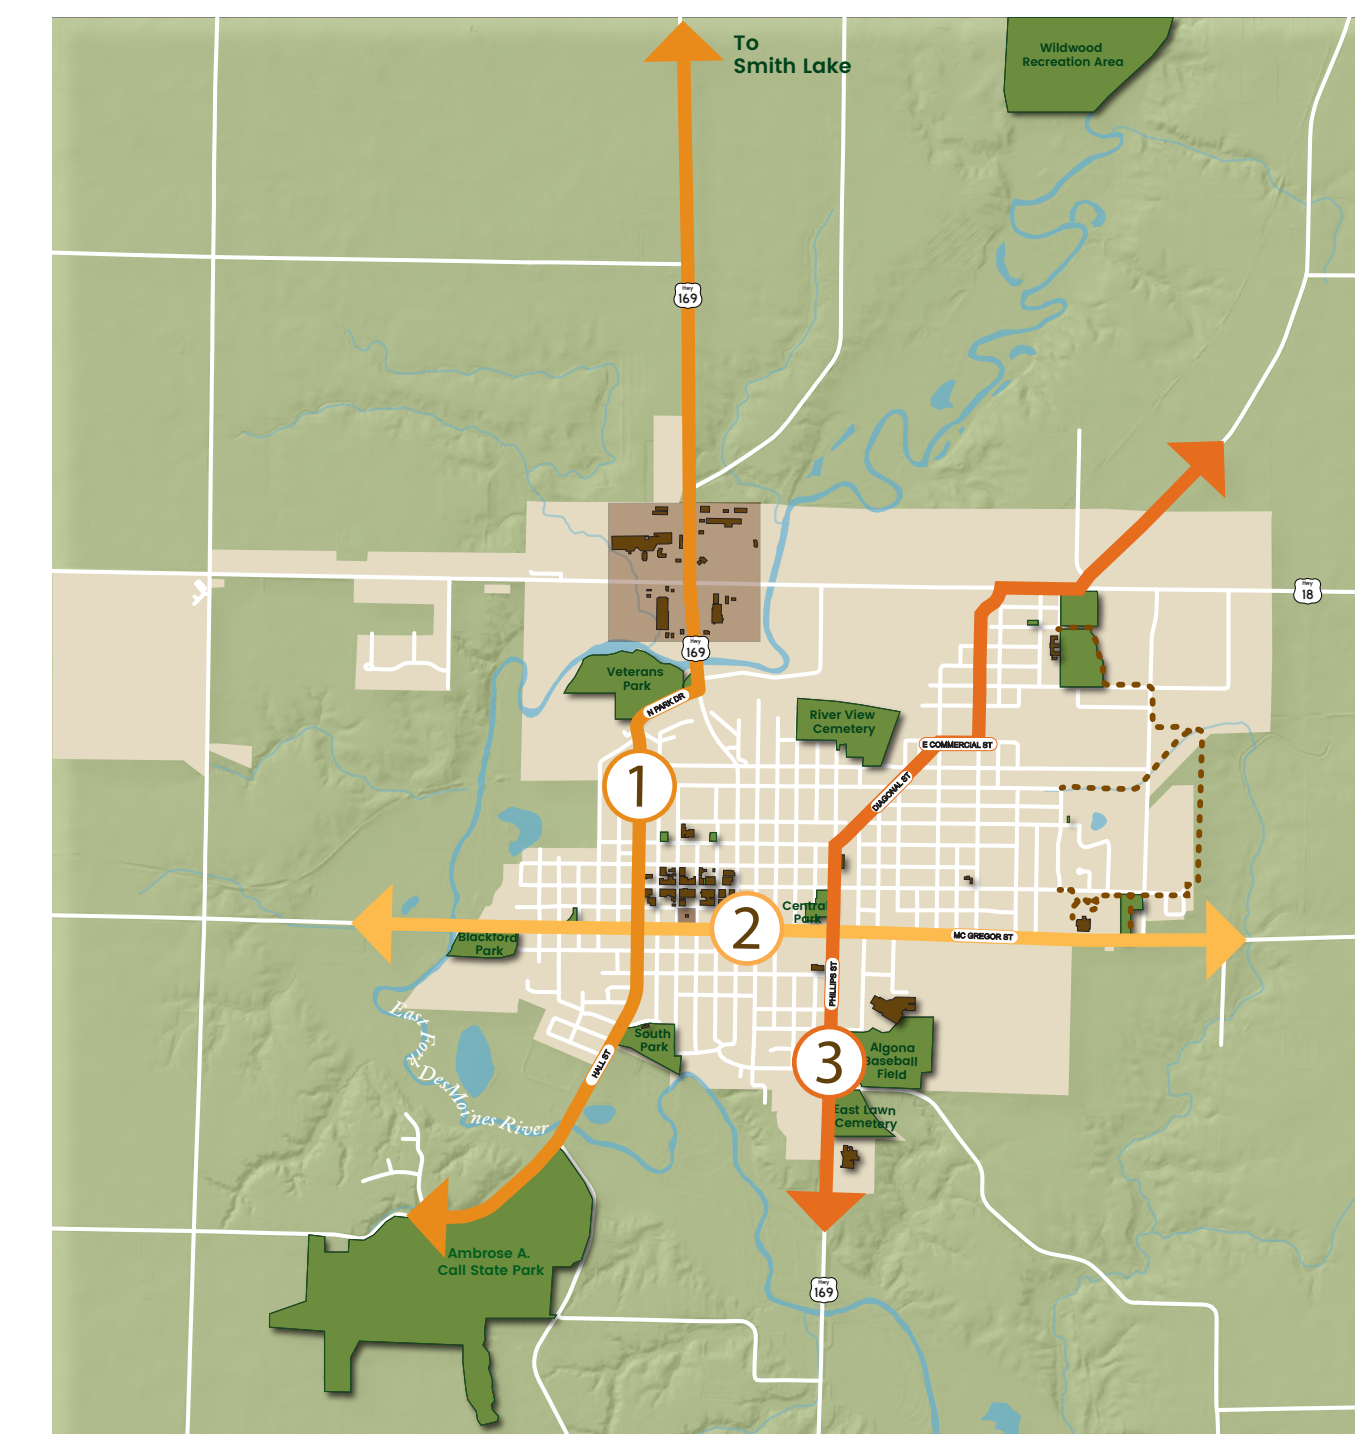 To
Smith Lake
Wildwood
Recreation Area
Hwy
169
Hwy
18
Hwy
169
Veterans
Park
N PARK DR
River View
Cemetery
E COMMERCIAL ST
DIAGONAL ST
1
Central
Park
2
MC GREGOR ST
Blackford
Park
PHILLIPS ST
East Fork
DesMoines River
South
Park
HALL ST
3
Algona
Baseball
Field
East Lawn
Cemetery
Ambrose A.
Call State Park
Hwy
169